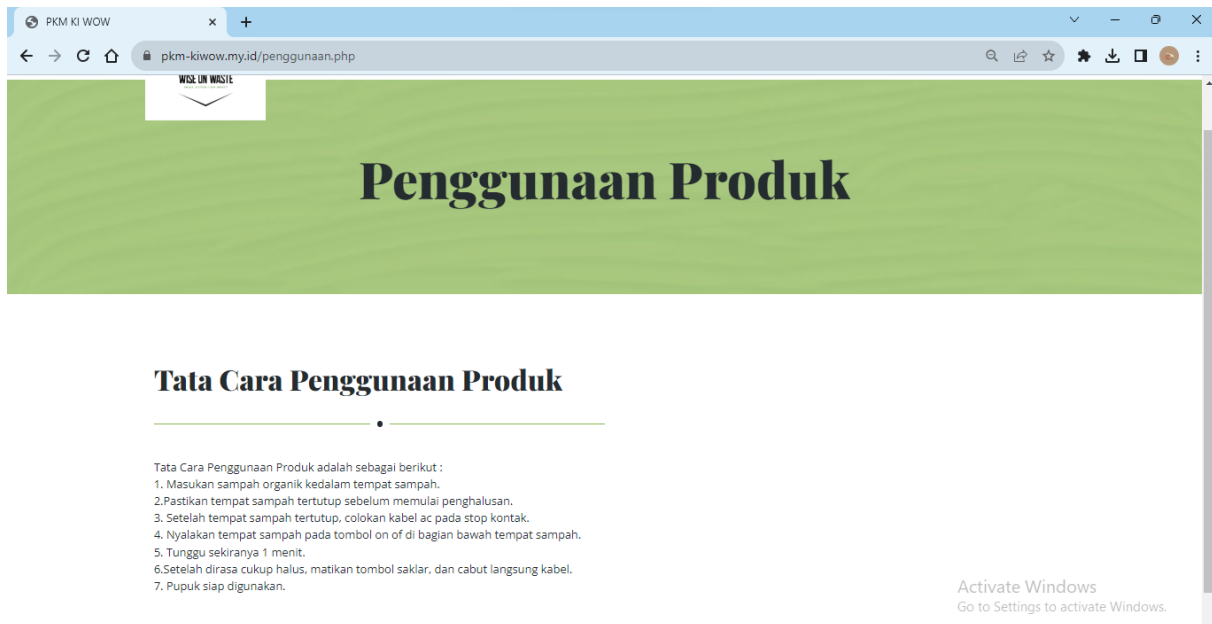 PKM KI WOW
pkm-kiwow.my.id/penggunaan.php
WISE ON WASTE
Penggunaan Produk
Tata Cara Penggunaan Produk
Tata Cara Penggunaan Produk adalah sebagai berikut :
1. Masukan sampah organik kedalam tempat sampah.
2.Pastikan tempat sampah tertutup sebelum memulai penghalusan.
3. Setelah tempat sampah tertutup, colokan kabel ac pada stop kontak.
4. Nyalakan tempat sampah pada tombol on of di bagian bawah tempat sampah.
5. Tunggu sekiranya 1 menit.
6.Setelah dirasa cukup halus, matikan tombol saklar, dan cabut langsung kabel.
7. Pupuk siap digunakan.
Activate Windows
Go to Settings to activate Windows.